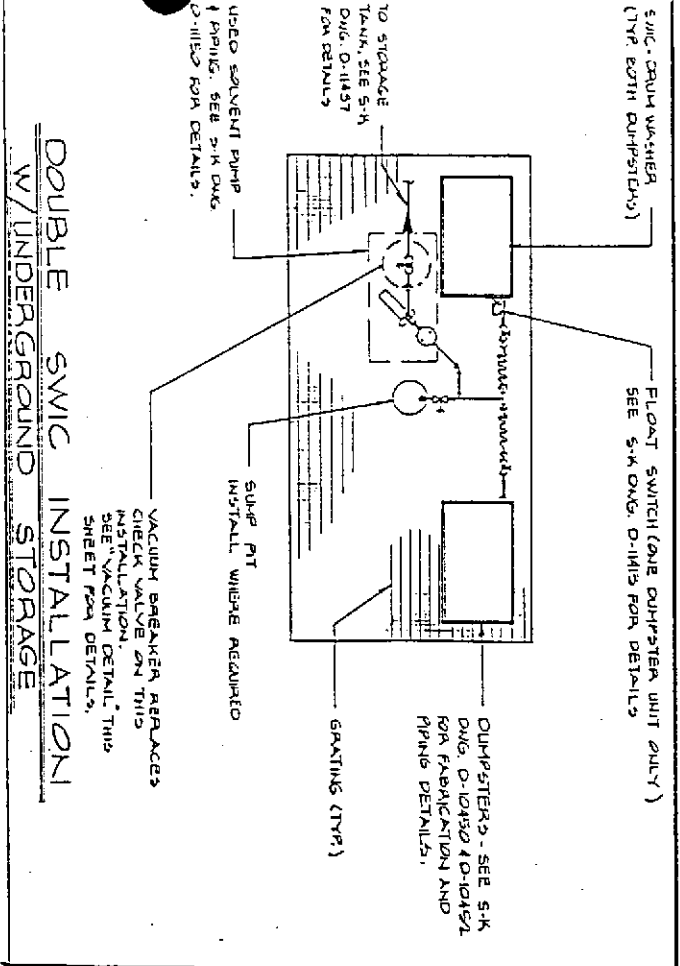 SWIC-DRUM WASHER
(TYP. BOTH DUMPSTERS)
FLOAT SWITCH (ONE DUMPSTER UNIT ONLY)
SEE S-K DWG. D-11415 FOR DETAILS
TO STORAGE
TANK, SEE S-K
DWG. D-11437
FOR DETAILS
DUMPSTERS - SEE S-K
DWG. D-10450 & D-10452
FOR FABRICATION AND
PIPING DETAILS.
GRATING (TYP.)
USED SOLVENT PUMP
& PIPING. SEE S-K DWG.
D-11150 FOR DETAILS.
SUMP PIT
INSTALL WHERE REQUIRED
VACUUM BREAKER REPLACES
CHECK VALVE ON THIS
INSTALLATION.
SEE "VACUUM DETAIL" THIS
SHEET FOR DETAILS.
DOUBLE SWIC INSTALLATION
W/UNDERGROUND STORAGE